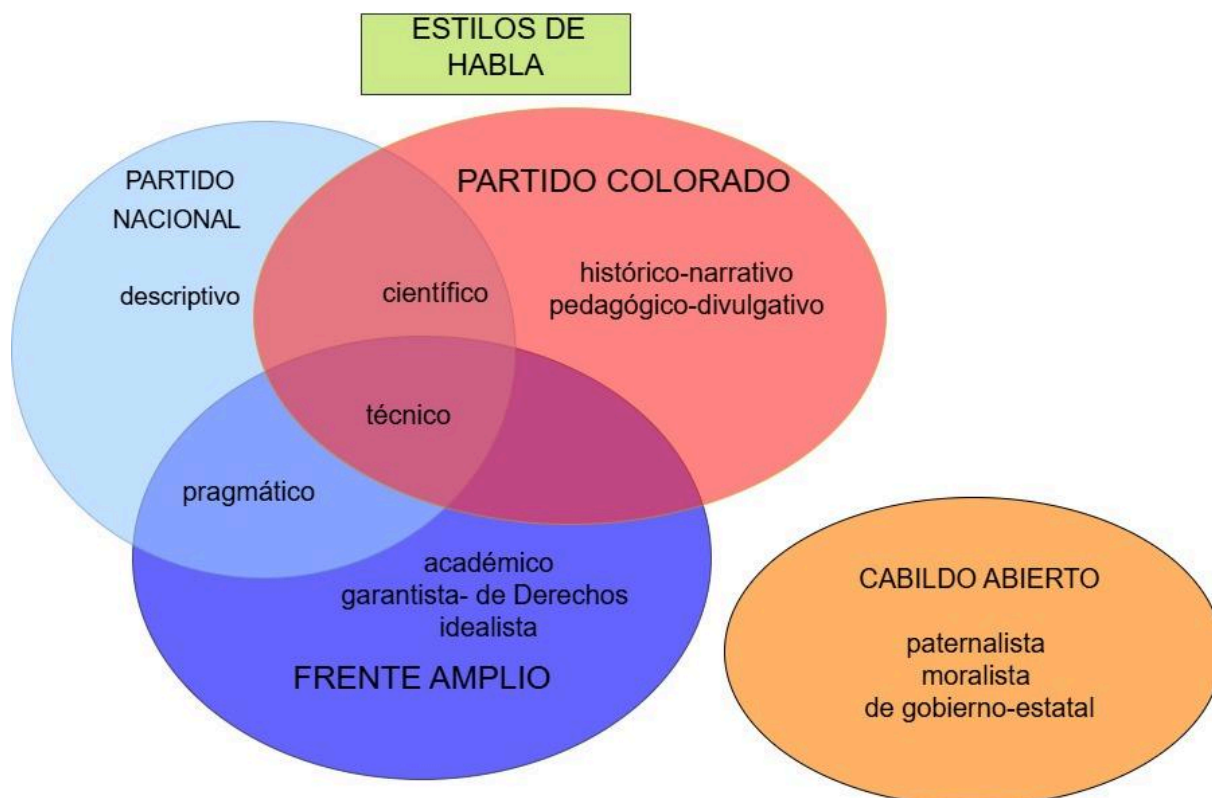 ESTILOS DE
HABLA
PARTIDO
NACIONAL
descriptivo
PARTIDO COLORADO
histórico-narrativo
pedagógico-divulgativo
científico
técnico
pragmático
académico
garantista- de Derechos
idealista
FRENTE AMPLIO
CABILDO ABIERTO
paternalista
moralista
de gobierno-estatal